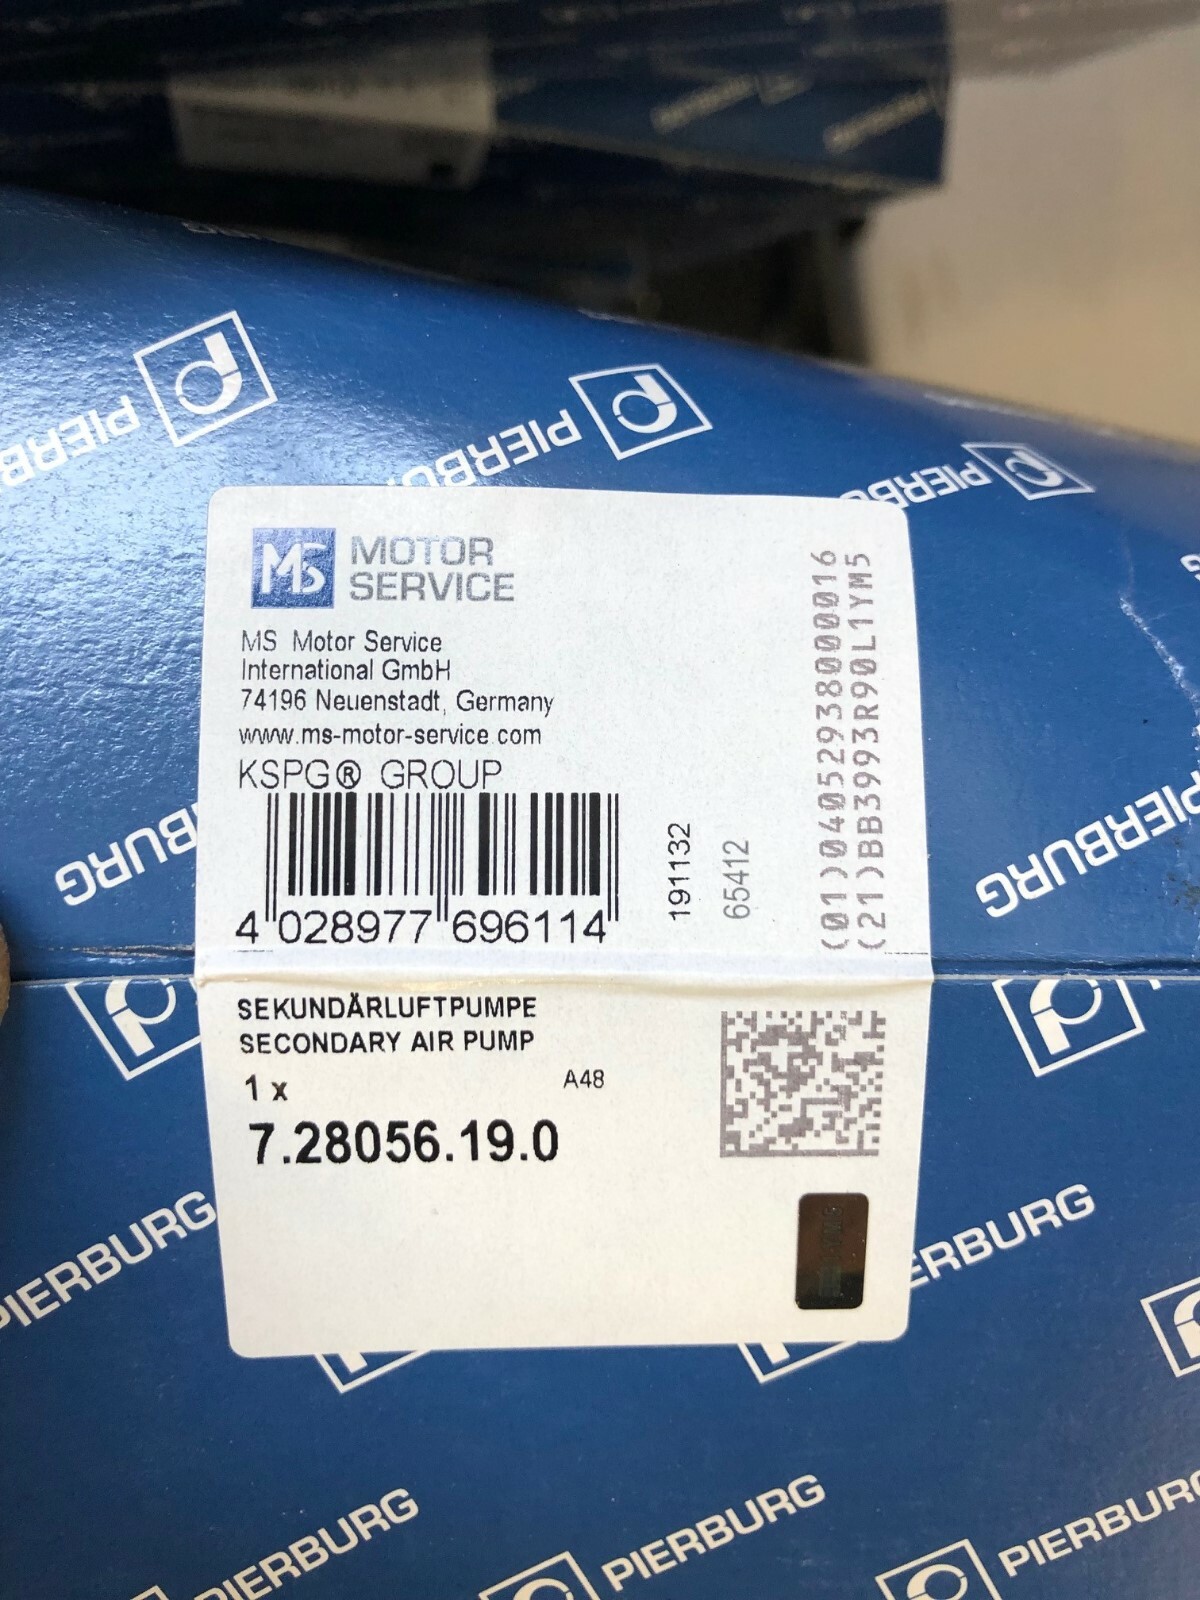 PIERBURG
PIERBURG
PIERBURG
MS MOTOR
SERVICE
MS Motor Service
International GmbH
74196 Neuenstadt, Germany
www.ms-motor-service.com
KSPG® GROUP
4 028977 696114
191132
65412
(01)04052938000016
(21)BB3993R90L1YM5
PIERBURG
PIERBURG
SEKUNDÄRLUFTPUMPE
SECONDARY AIR PUMP
1 x
A48
7.28056.19.0
PIERBURG
PIERBURG
PIERBURG
PIERBURG
PIERBURG